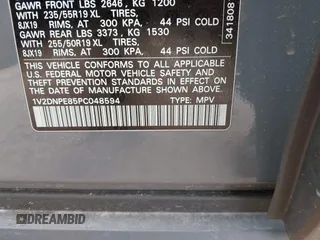 GAWR FRONT LBS 2646 , KG 1200
WITH 235/55R19 XL TIRES,
8JX19 RIMS, AT 300 KPA, 44 PSI COLD
GAWR REAR LBS 3373 , KG 1530
WITH 255/50R19 XL TIRES,
8JX19 RIMS, AT 300 KPA, 44 PSI COLD
THIS VEHICLE CONFORMS TO ALL APPLICABLE
FEDERAL MOTOR VEHICLE SAFETY AND THEFT
PREVENTION STANDARDS IN EFFECT ON THE
DATE OF MANUFACTURE SHOWN ABOVE.
1V2DNPE85PC048594 TYPE: MPV
341808
DREAMBID